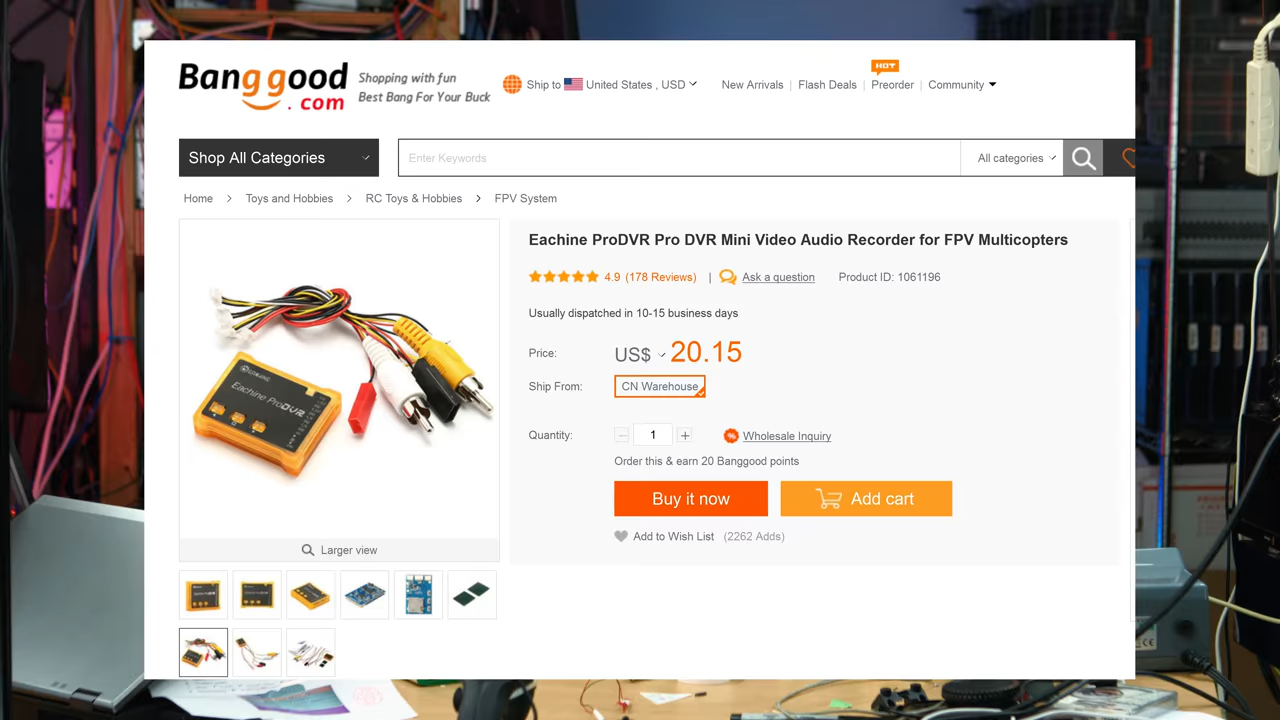 Banggood
.com
Shopping with fun
Best Bang For Your Buck
Ship to United States , USD
New Arrivals | Flash Deals | Preorder | Community
HOT
Shop All Categories
Enter Keywords
All categories
Home > Toys and Hobbies > RC Toys & Hobbies > FPV System
Eachine ProDVR Pro DVR Mini Video Audio Recorder for FPV Multicopters
4.9 (178 Reviews) | Ask a question Product ID: 1061196
Usually dispatched in 10-15 business days
Price: US$ 20.15
Ship From: CN Warehouse
Quantity: − 1 + Wholesale Inquiry
Order this & earn 20 Banggood points
Buy it now Add cart
Add to Wish List (2262 Adds)
Eachine ProDVR
Larger view